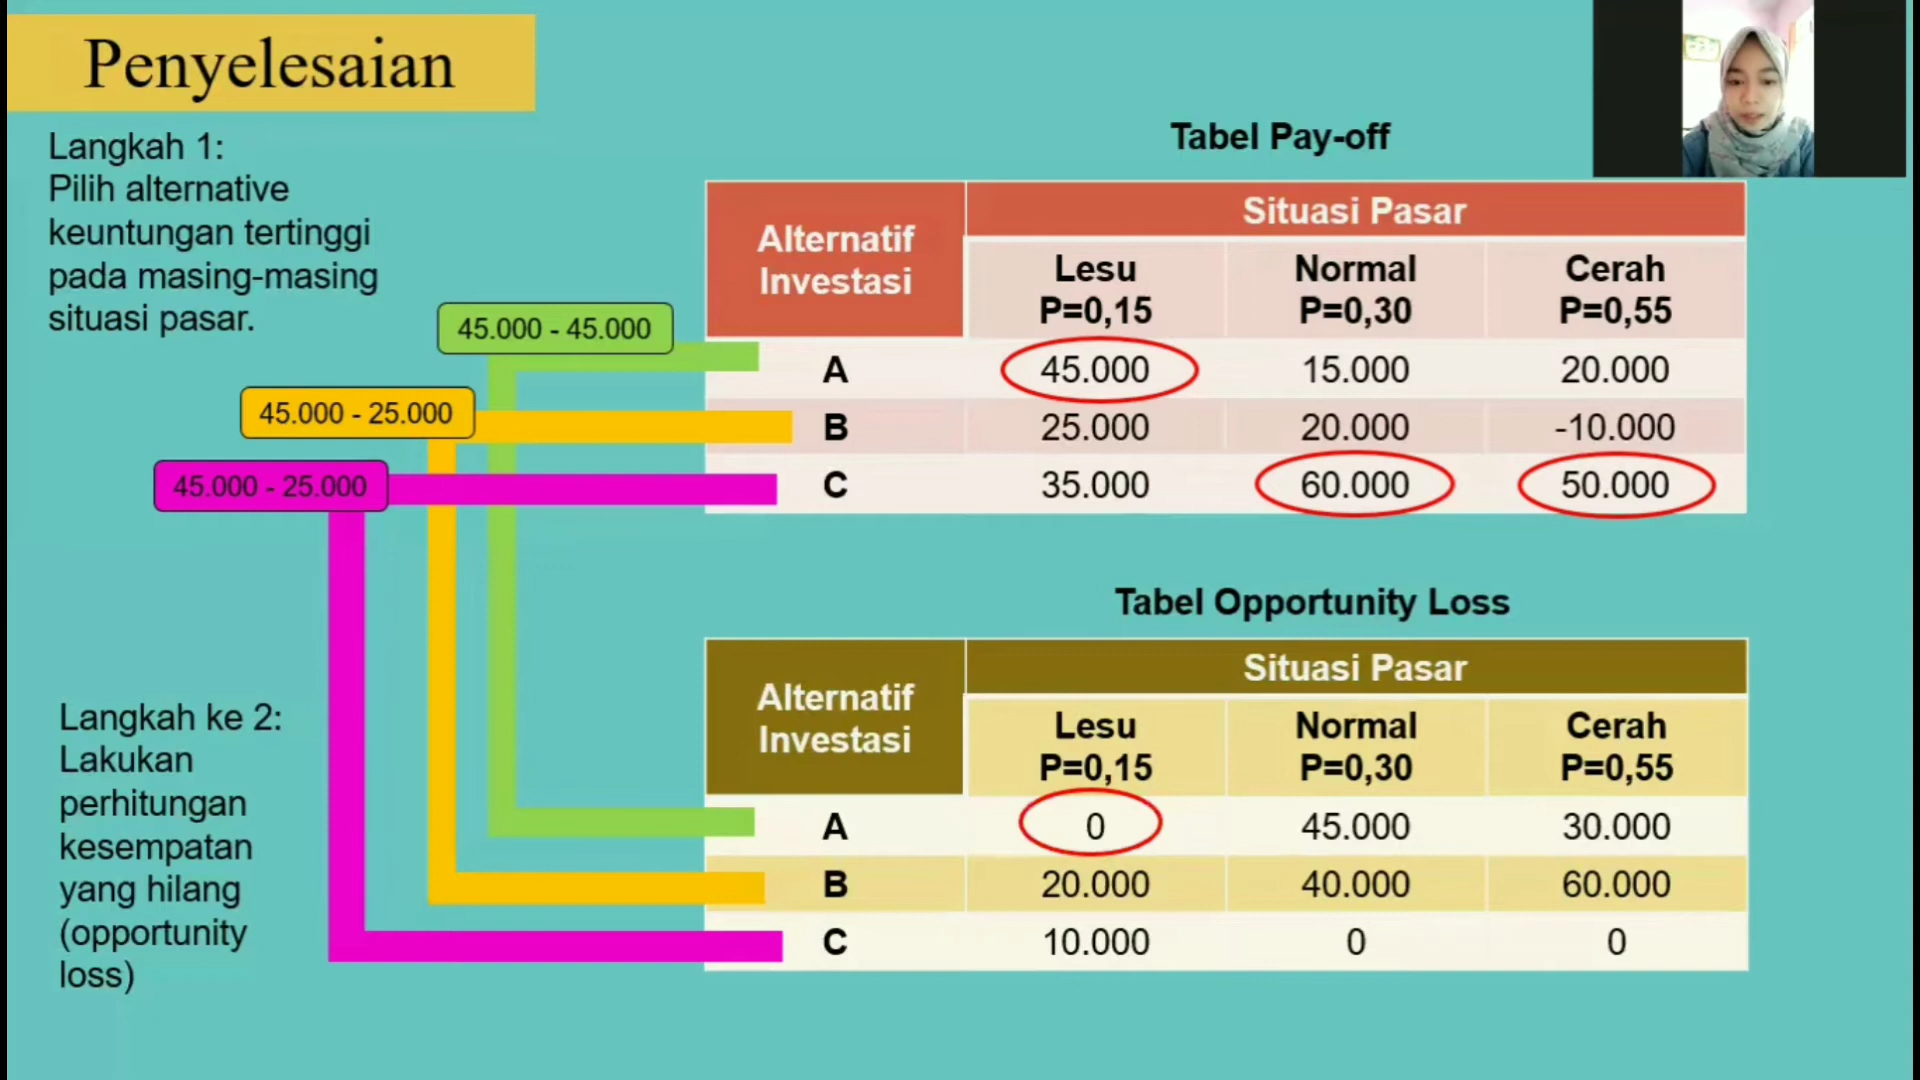 Penyelesaian
Langkah 1:
Pilih alternative
keuntungan tertinggi
pada masing-masing
situasi pasar.
45.000 - 45.000
45.000 - 25.000
45.000 - 25.000
Tabel Pay-off
Alternatif
Investasi
Situasi Pasar
Lesu
P=0,15
Normal
P=0,30
Cerah
P=0,55
A 45.000 15.000 20.000
B 25.000 20.000 -10.000
C 35.000 60.000 50.000
Langkah ke 2:
Lakukan
perhitungan
kesempatan
yang hilang
(opportunity
loss)
Tabel Opportunity Loss
Alternatif
Investasi
Situasi Pasar
Lesu
P=0,15
Normal
P=0,30
Cerah
P=0,55
A 0 45.000 30.000
B 20.000 40.000 60.000
C 10.000 0 0